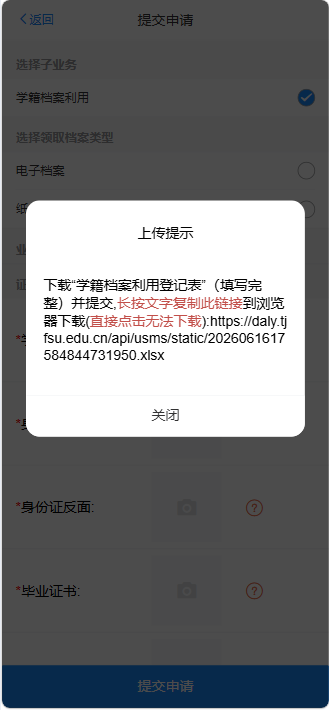 返回
提交申请
选择子业务
学籍档案利用
选择领取档案类型
电子档案
上传提示
下载“学籍档案利用登记表”（填写完
整）并提交,长按文字复制此链接到浏览
器下载(直接点击无法下载):https://daly.tj
fsu.edu.cn/api/usms/static/2026061617
584844731950.xlsx
关闭
*身份证反面:
?
*毕业证书:
?
提交申请